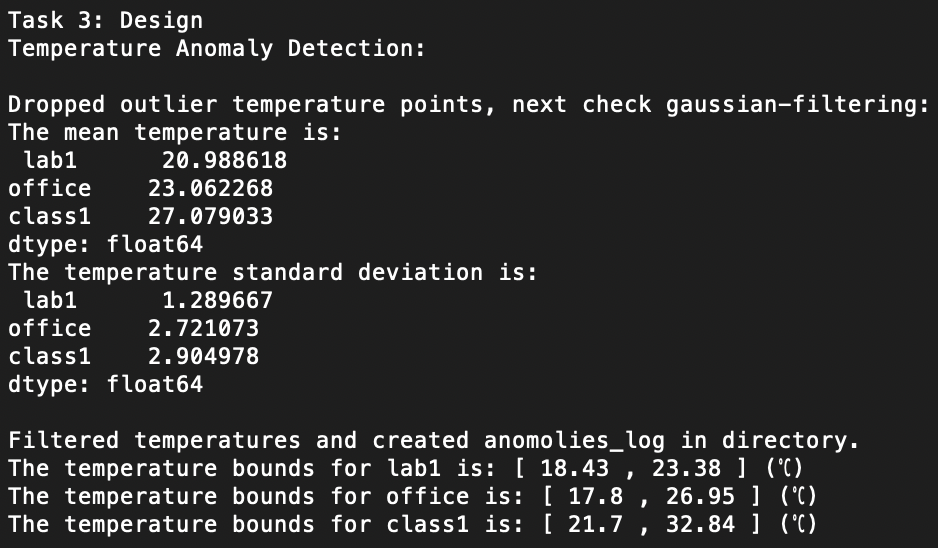 Task 3: Design
Temperature Anomaly Detection:
Dropped outlier temperature points, next check gaussian-filtering:
The mean temperature is:
lab1 20.988618
office 23.062268
class1 27.079033
dtype: float64
The temperature standard deviation is:
lab1 1.289667
office 2.721073
class1 2.904978
dtype: float64
Filtered temperatures and created anomolies_log in directory.
The temperature bounds for lab1 is: [ 18.43 , 23.38 ] (℃)
The temperature bounds for office is: [ 17.8 , 26.95 ] (℃)
The temperature bounds for class1 is: [ 21.7 , 32.84 ] (℃)